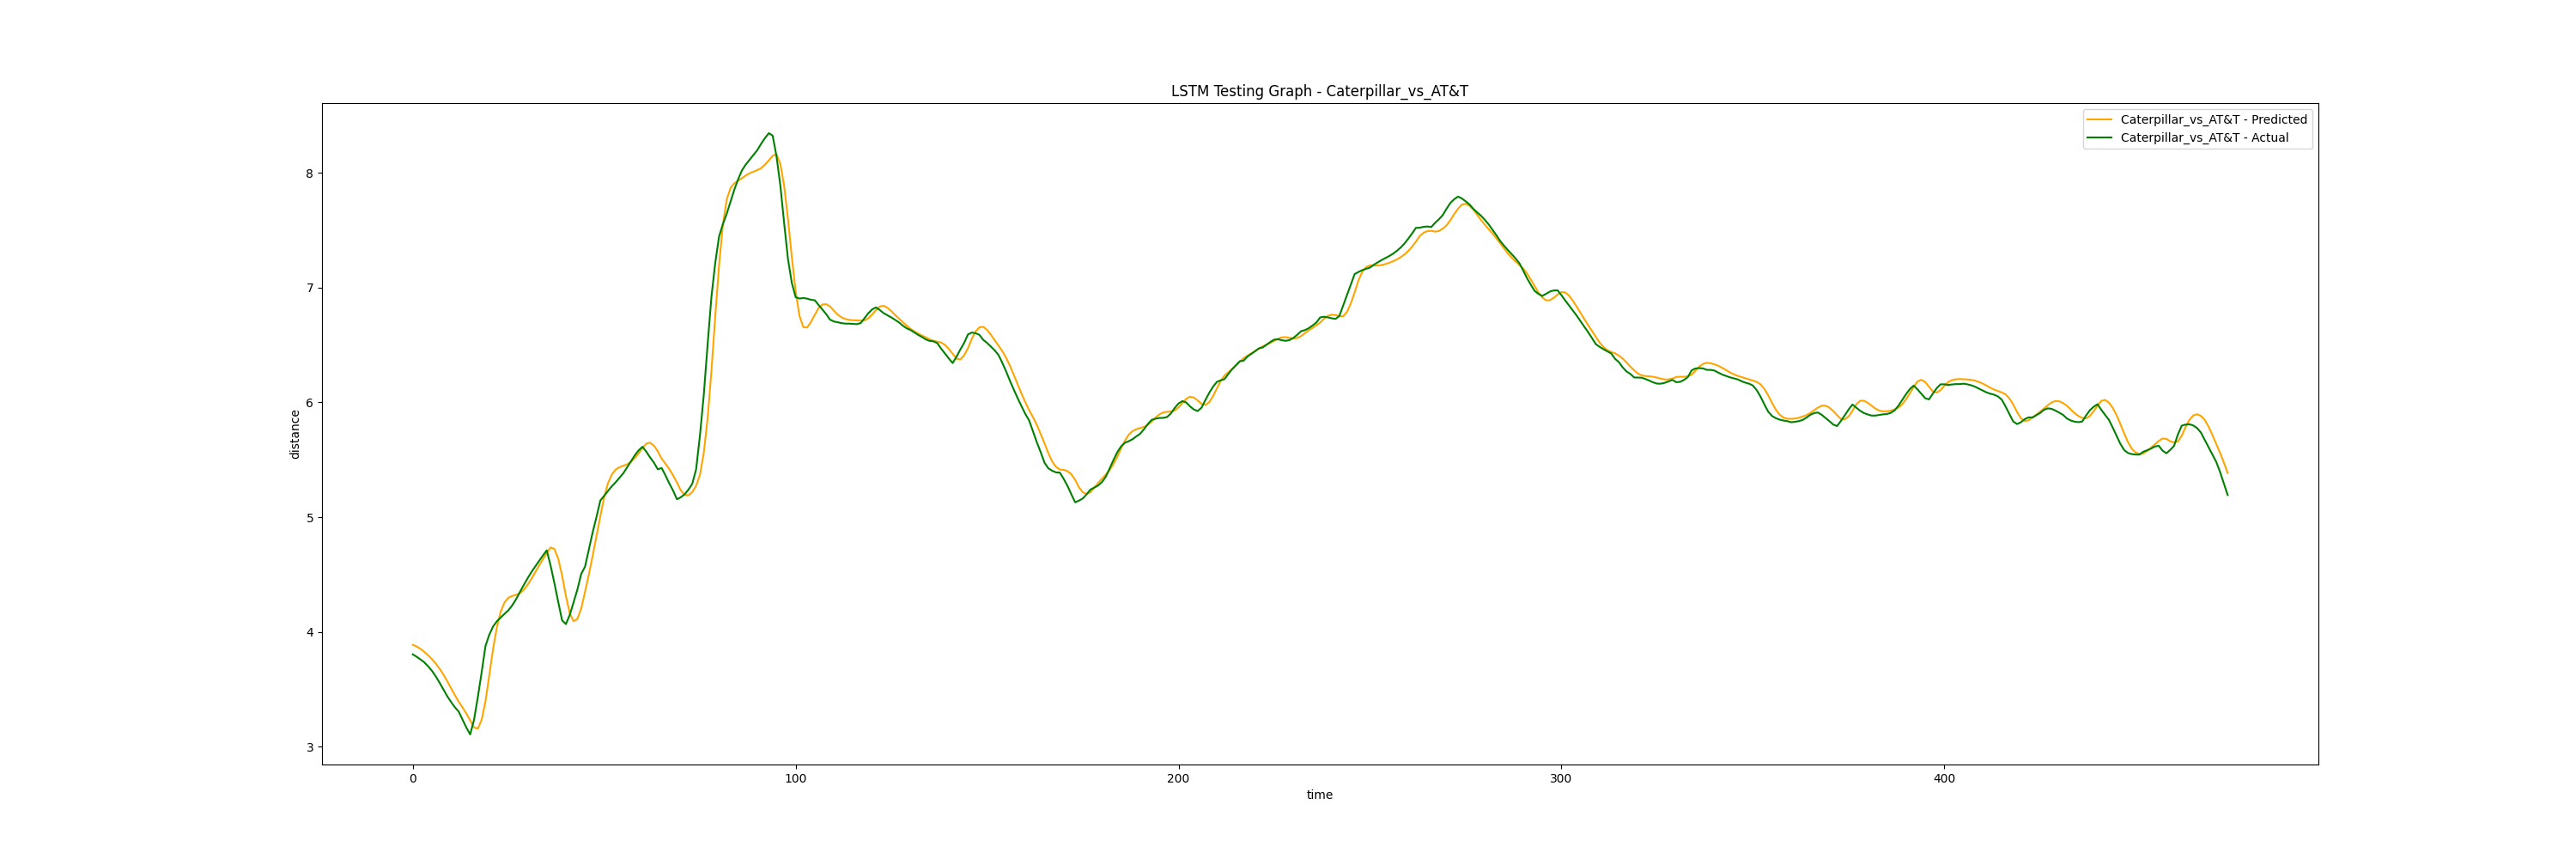 LSTM Testing Graph - Caterpillar_vs_AT&T
Caterpillar_vs_AT&T - Predicted
Caterpillar_vs_AT&T - Actual
distance
8
7
6
5
4
3
0 100 200 300 400
time